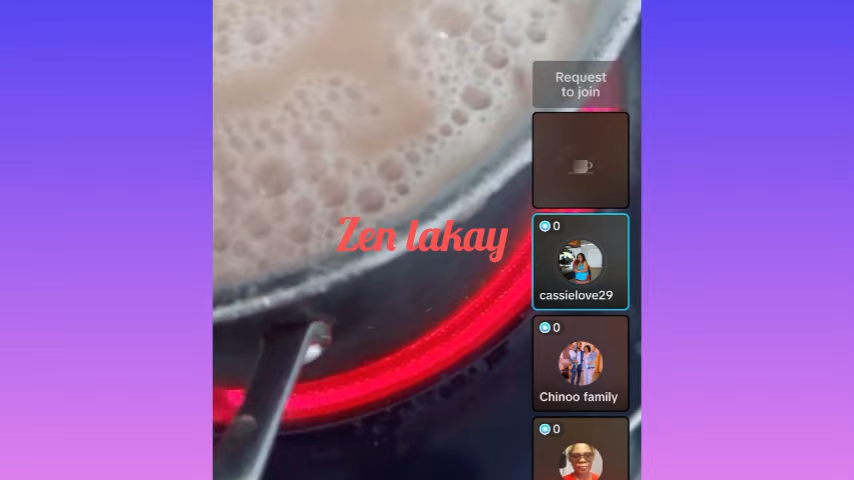 Request
to join
Zen lakay
0
cassielove29
0
Chinoo family
0